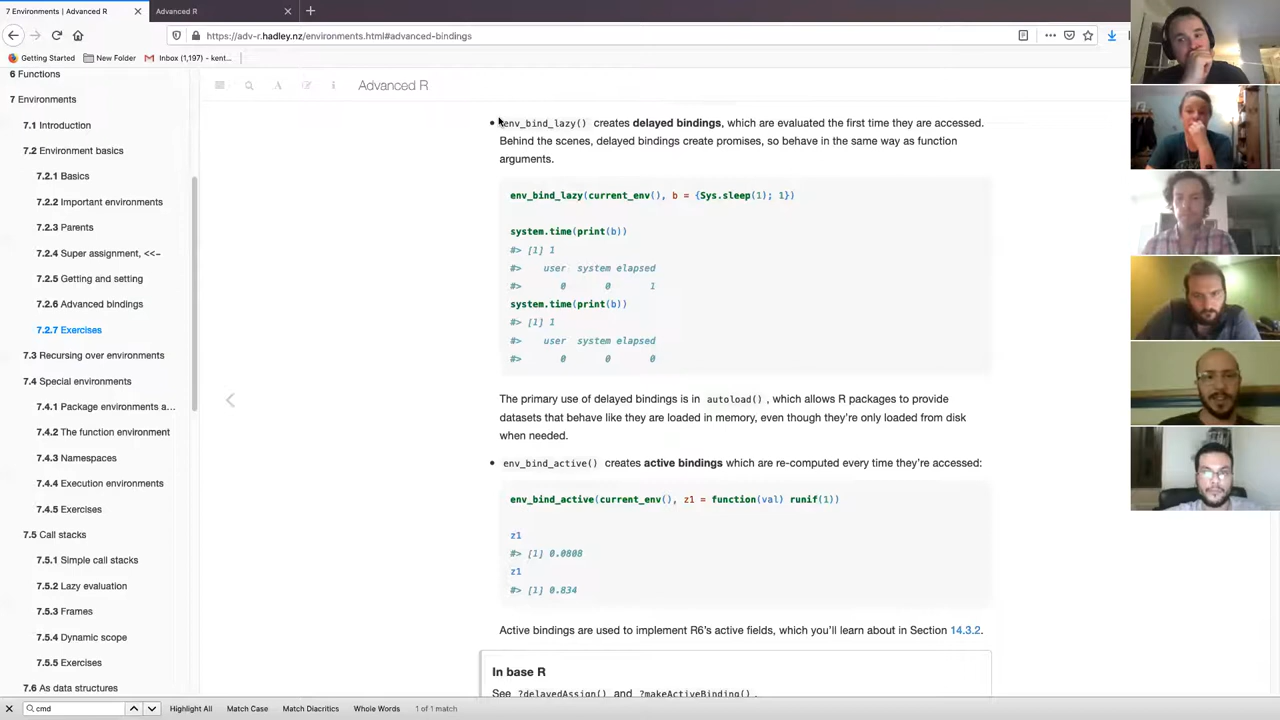 7 Environments | Advanced R
Advanced R
https://adv-r.hadley.nz/environments.html#advanced-bindings
Getting Started
New Folder
Inbox (1,197) - kent...
6 Functions
7 Environments
7.1 Introduction
7.2 Environment basics
7.2.1 Basics
7.2.2 Important environments
7.2.3 Parents
7.2.4 Super assignment, <<-
7.2.5 Getting and setting
7.2.6 Advanced bindings
7.2.7 Exercises
7.3 Recursing over environments
7.4 Special environments
7.4.1 Package environments a...
7.4.2 The function environment
7.4.3 Namespaces
7.4.4 Execution environments
7.4.5 Exercises
7.5 Call stacks
7.5.1 Simple call stacks
7.5.2 Lazy evaluation
7.5.3 Frames
7.5.4 Dynamic scope
7.5.5 Exercises
7.6 As data structures
Advanced R
• env_bind_lazy() creates delayed bindings, which are evaluated the first time they are accessed.
Behind the scenes, delayed bindings create promises, so behave in the same way as function
arguments.
env_bind_lazy(current_env(), b = {Sys.sleep(1); 1})
system.time(print(b))
#> [1] 1
#> user system elapsed
#> 0 0 1
system.time(print(b))
#> [1] 1
#> user system elapsed
#> 0 0 0
The primary use of delayed bindings is in autoload(), which allows R packages to provide
datasets that behave like they are loaded in memory, even though they're only loaded from disk
when needed.
• env_bind_active() creates active bindings which are re-computed every time they're accessed:
env_bind_active(current_env(), z1 = function(val) runif(1))
z1
#> [1] 0.0808
z1
#> [1] 0.834
Active bindings are used to implement R6's active fields, which you'll learn about in Section 14.3.2.
In base R
See ?delayedAssign() and ?makeActiveBinding().
cmd
Highlight All
Match Case
Match Diacritics
Whole Words
1 of 1 match